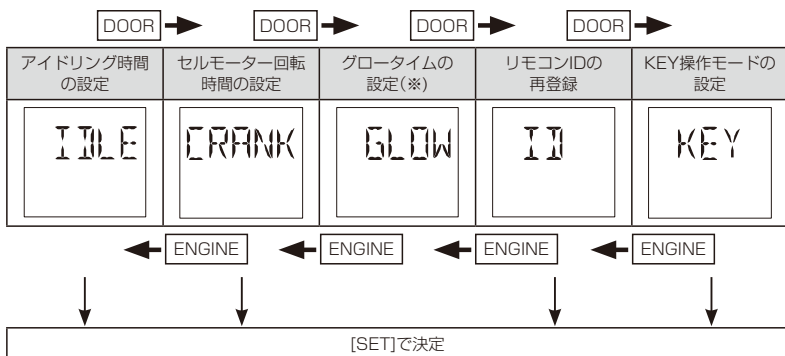 DOOR DOOR DOOR DOOR
アイドリング時間
の設定
セルモーター回転
時間の設定
グロータイムの
設定(※)
リモコンIDの
再登録
KEY操作モードの
設定
IDLE CRANK GLOW ID KEY
ENGINE ENGINE ENGINE ENGINE
[SET]で決定